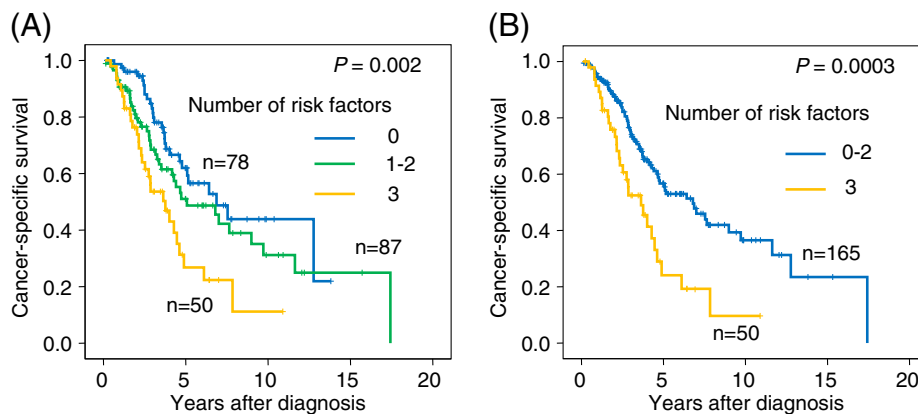 (A)
P = 0.002
Number of risk factors
0
1-2
3
n=78
n=87
n=50
Cancer-specific survival
1.0
0.8
0.6
0.4
0.2
0.0
0 5 10 15 20
Years after diagnosis
(B)
P = 0.0003
Number of risk factors
0-2
3
n=165
n=50
Cancer-specific survival
1.0
0.8
0.6
0.4
0.2
0.0
0 5 10 15 20
Years after diagnosis